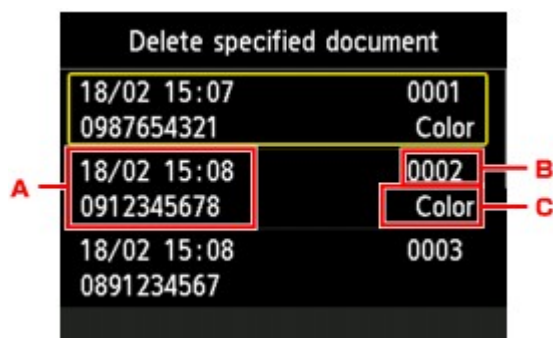 Delete specified document
18/02 15:07 0001
0987654321 Color
18/02 15:08 0002 B
A
0912345678 Color C
18/02 15:08 0003
0891234567